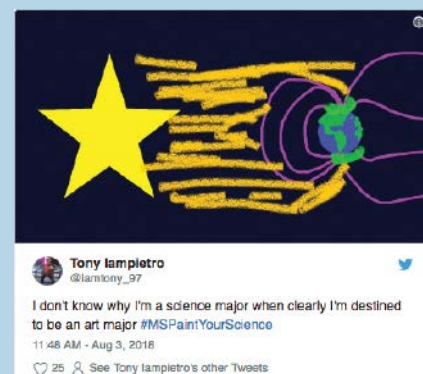 Tony Iampietro
@iamtony_97
I don't know why I'm a science major when clearly I'm destined
to be an art major #MSPaintYourScience
11:48 AM - Aug 3, 2018
25 See Tony Iampietro's other Tweets